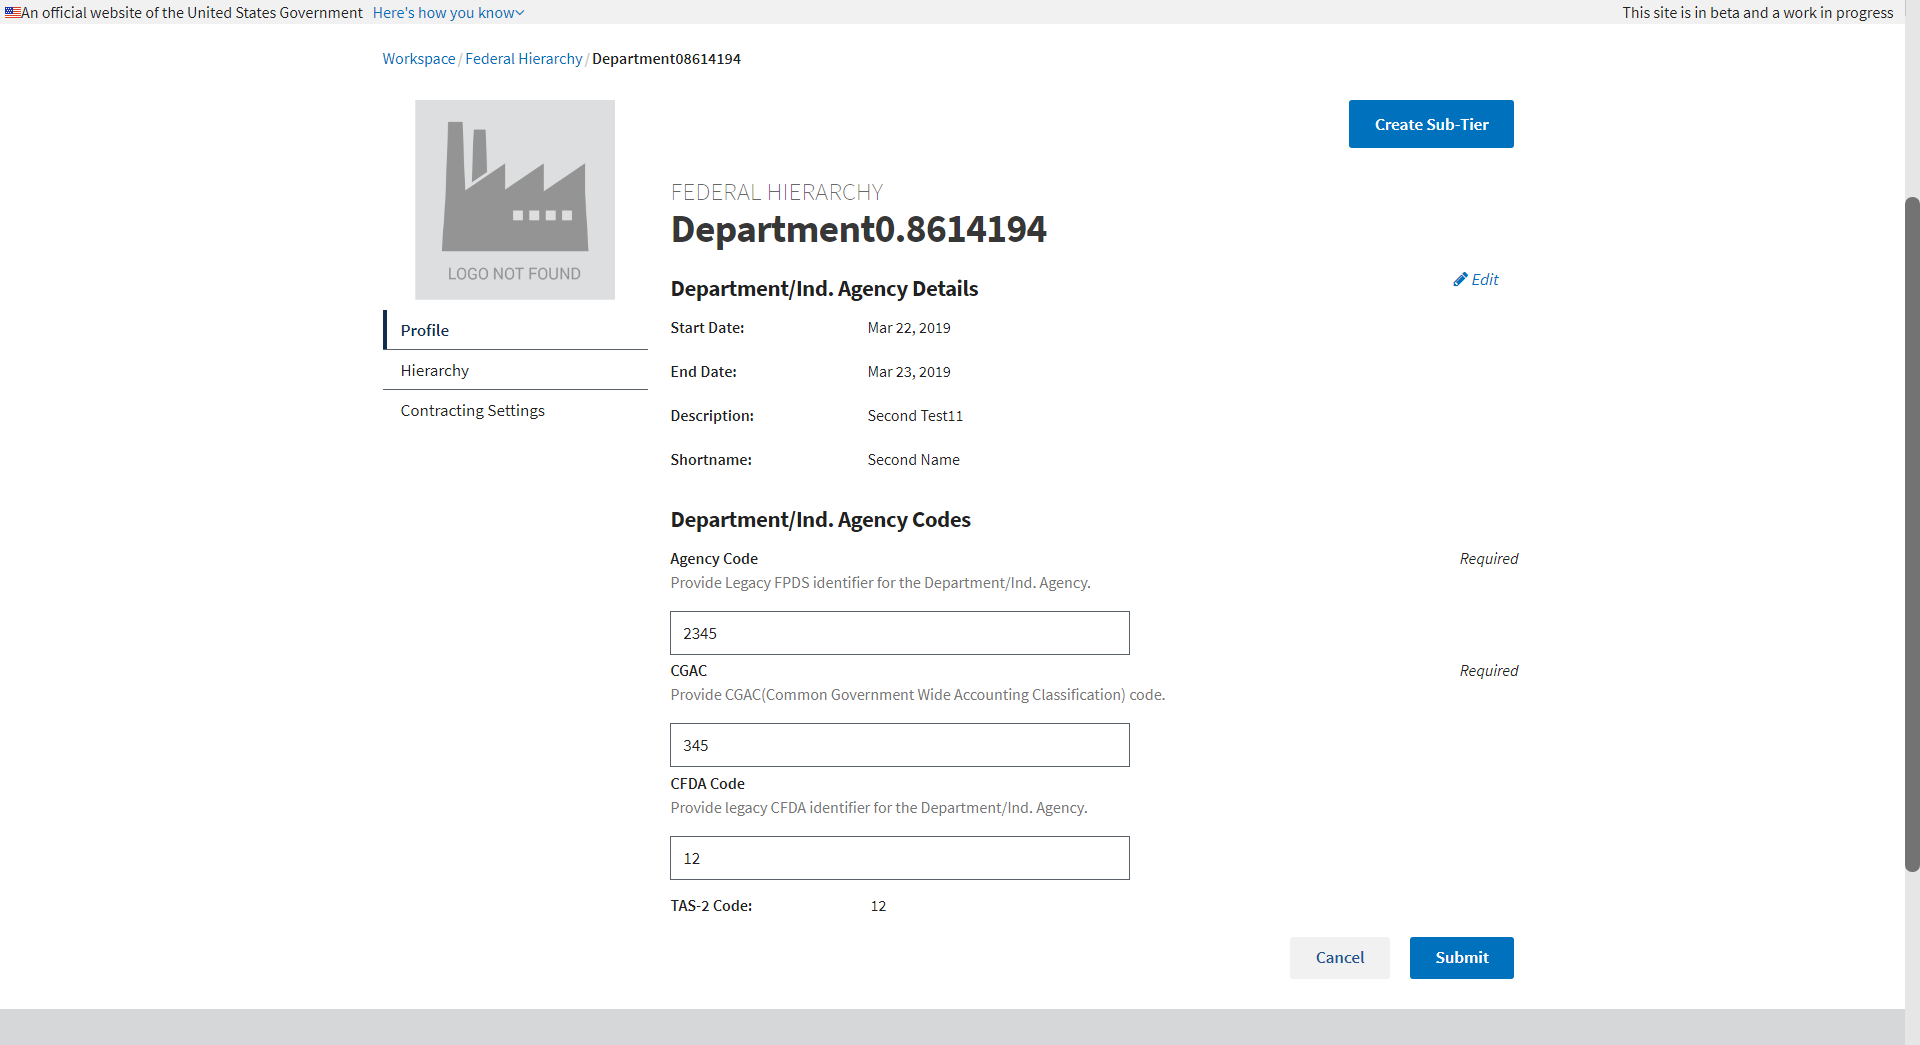 An official website of the United States Government Here's how you know
This site is in beta and a work in progress
Workspace / Federal Hierarchy / Department08614194
LOGO NOT FOUND
Create Sub-Tier
Profile
Hierarchy
Contracting Settings
FEDERAL HIERARCHY
Department0.8614194
Department/Ind. Agency Details
Edit
Start Date: Mar 22, 2019
End Date: Mar 23, 2019
Description: Second Test11
Shortname: Second Name
Department/Ind. Agency Codes
Agency Code Required
Provide Legacy FPDS identifier for the Department/Ind. Agency.
2345
CGAC Required
Provide CGAC(Common Government Wide Accounting Classification) code.
345
CFDA Code
Provide legacy CFDA identifier for the Department/Ind. Agency.
12
TAS-2 Code: 12
Cancel Submit